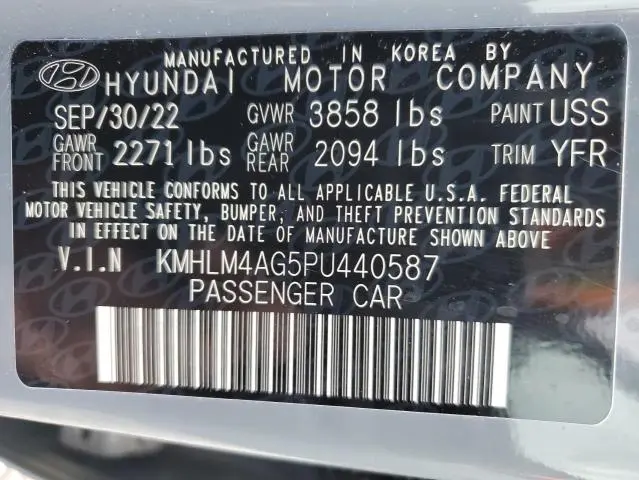 MANUFACTURED IN KOREA BY
HYUNDAI MOTOR COMPANY
SEP/30/22 GVWR 3858 lbs PAINT USS
GAWR FRONT 2271 lbs GAWR REAR 2094 lbs TRIM YFR
THIS VEHICLE CONFORMS TO ALL APPLICABLE U.S.A. FEDERAL
MOTOR VEHICLE SAFETY, BUMPER, AND THEFT PREVENTION STANDARDS
IN EFFECT ON THE DATE OF MANUFACTURE SHOWN ABOVE
V.I.N KMHLM4AG5PU440587
PASSENGER CAR